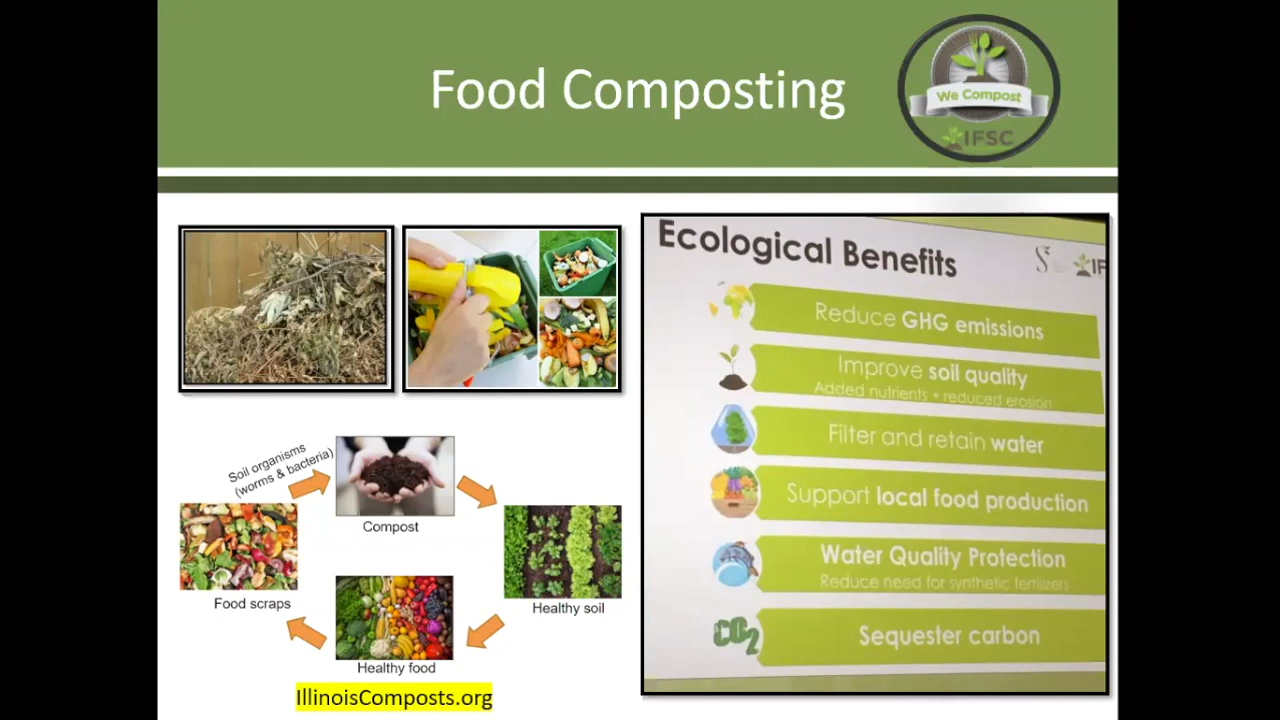 Food Composting
We Compost
IFSC
Ecological Benefits
IF
Reduce GHG emissions
Improve soil quality
Added nutrients + reduced erosion
Filter and retain water
Support local food production
Water Quality Protection
Reduce need for synthetic fertilizers
CO2
Sequester carbon
Soil organisms
(worms & bacteria)
Compost
Food scraps
Healthy soil
Healthy food
IllinoisComposts.org